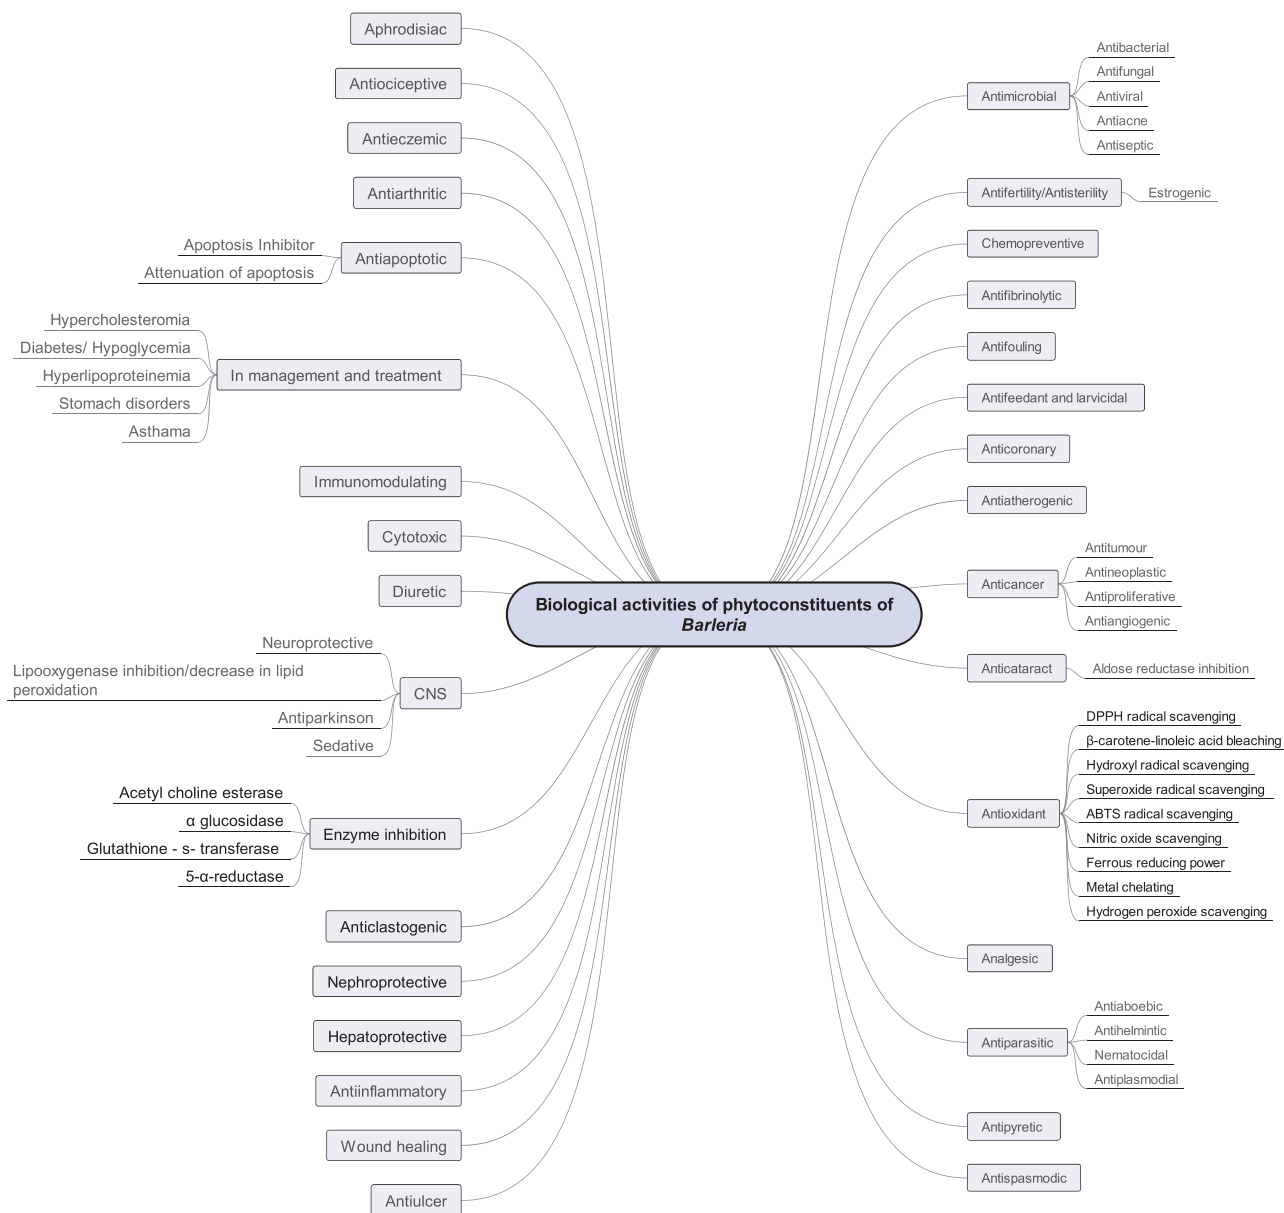 Aphrodisiac
Antiociceptive
Antieczemic
Antiarthritic
Apoptosis Inhibitor
Attenuation of apoptosis
Antiapoptotic
Hypercholesteromia
Diabetes/ Hypoglycemia
Hyperlipoproteinemia
Stomach disorders
Asthama
In management and treatment
Immunomodulating
Cytotoxic
Diuretic
Neuroprotective
Lipooxygenase inhibition/decrease in lipid
peroxidation
Antiparkinson
Sedative
CNS
Acetyl choline esterase
α glucosidase
Glutathione - s- transferase
5-α-reductase
Enzyme inhibition
Anticlastogenic
Nephroprotective
Hepatoprotective
Antiinflammatory
Wound healing
Antiulcer
Biological activities of phytoconstituents of
Barleria
Antimicrobial
Antibacterial
Antifungal
Antiviral
Antiacne
Antiseptic
Antifertility/Antisterility
Estrogenic
Chemopreventive
Antifibrinolytic
Antifouling
Antifeedant and larvicidal
Anticoronary
Antiatherogenic
Anticancer
Antitumour
Antineoplastic
Antiproliferative
Antiangiogenic
Anticataract
Aldose reductase inhibition
Antioxidant
DPPH radical scavenging
β-carotene-linoleic acid bleaching
Hydroxyl radical scavenging
Superoxide radical scavenging
ABTS radical scavenging
Nitric oxide scavenging
Ferrous reducing power
Metal chelating
Hydrogen peroxide scavenging
Analgesic
Antiparasitic
Antiaboebic
Antihelmintic
Nematocidal
Antiplasmodial
Antipyretic
Antispasmodic